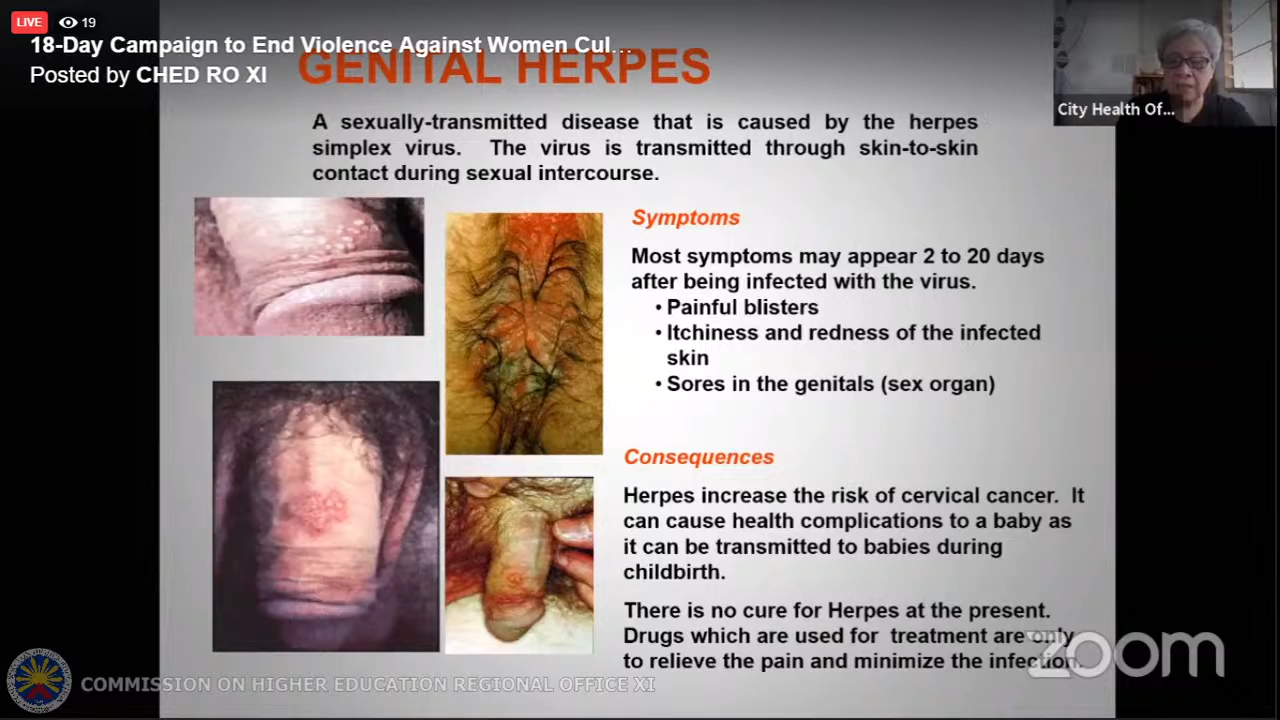 LIVE 19
18-Day Campaign to End Violence Against Women Cul...
Posted by CHED RO XI
GENITAL HERPES
City Health Of...
A sexually-transmitted disease that is caused by the herpes
simplex virus. The virus is transmitted through skin-to-skin
contact during sexual intercourse.
Symptoms
Most symptoms may appear 2 to 20 days
after being infected with the virus.
• Painful blisters
• Itchiness and redness of the infected
skin
• Sores in the genitals (sex organ)
Consequences
Herpes increase the risk of cervical cancer. It
can cause health complications to a baby as
it can be transmitted to babies during
childbirth.
There is no cure for Herpes at the present.
Drugs which are used for treatment are only
to relieve the pain and minimize the infection.
zoom
COMMISSION ON HIGHER EDUCATION REGIONAL OFFICE XI